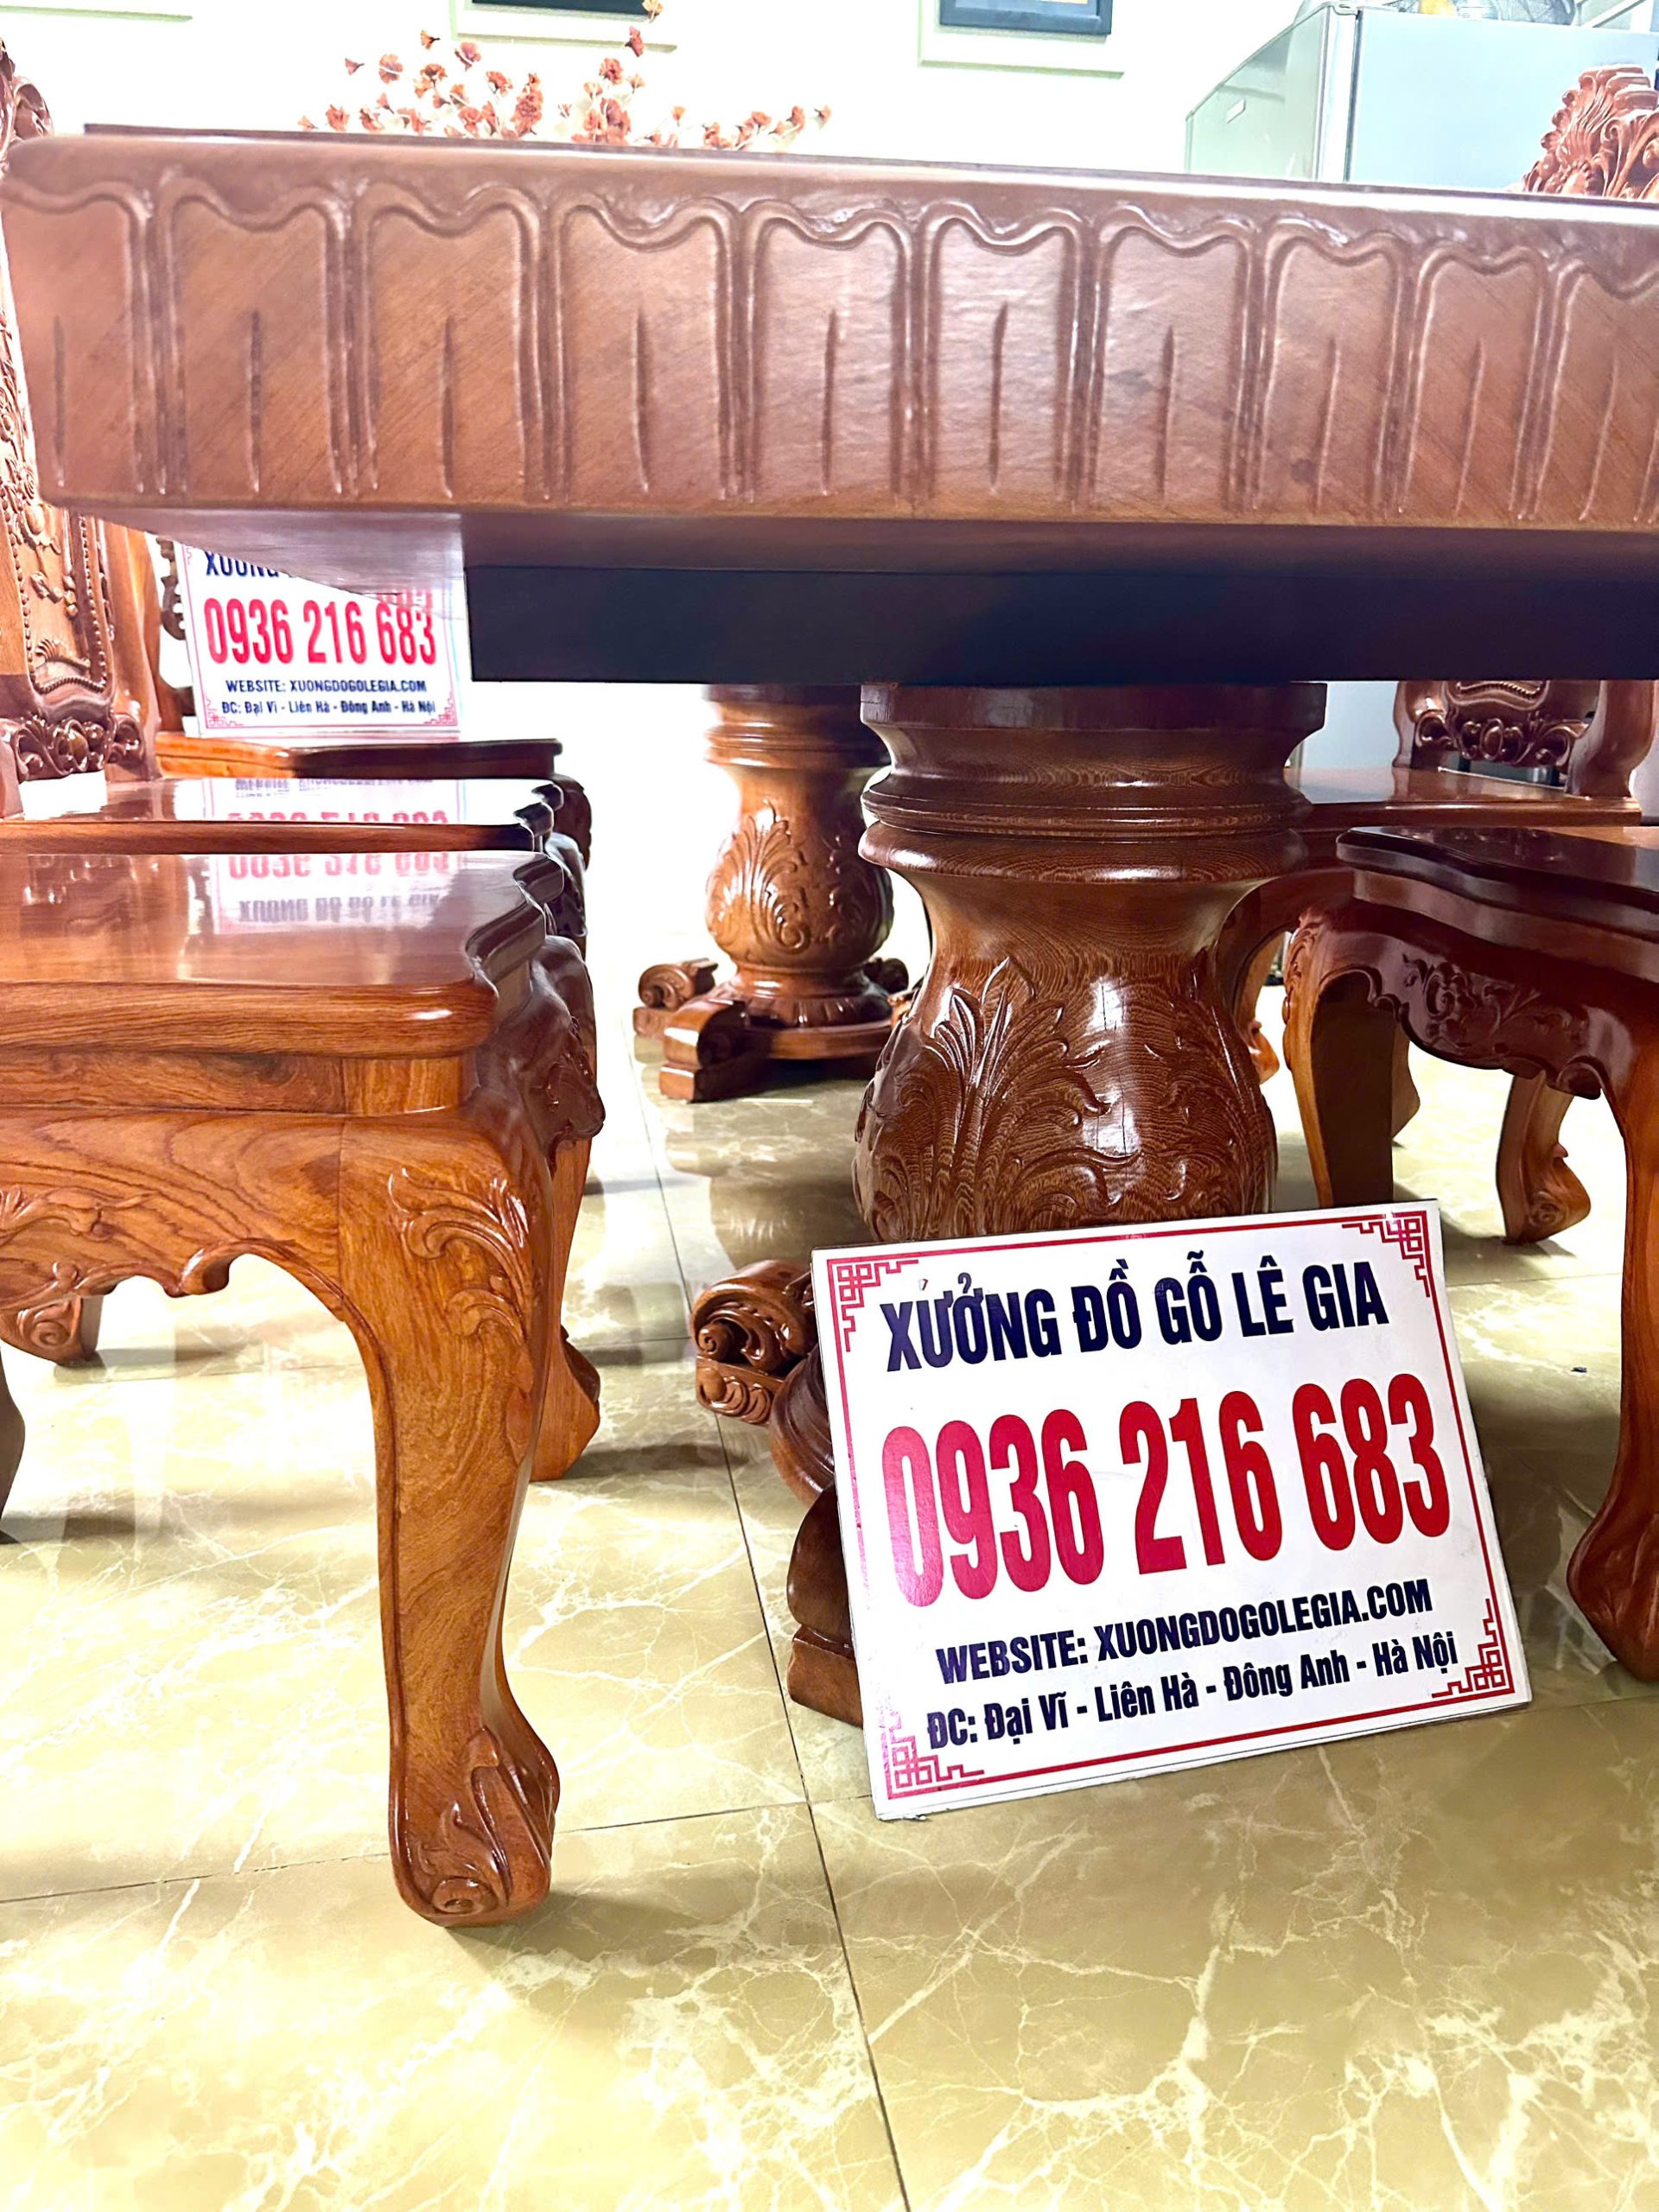 XƯỞNG
0936 216 683
WEBSITE: XUONGDOGOLEGIA.COM
ĐC: Đại Vĩ - Liên Hà - Đông Anh - Hà Nội
XƯỞNG ĐỒ GỖ LÊ GIA
0936 216 683
WEBSITE: XUONGDOGOLEGIA.COM
ĐC: Đại Vĩ - Liên Hà - Đông Anh - Hà Nội